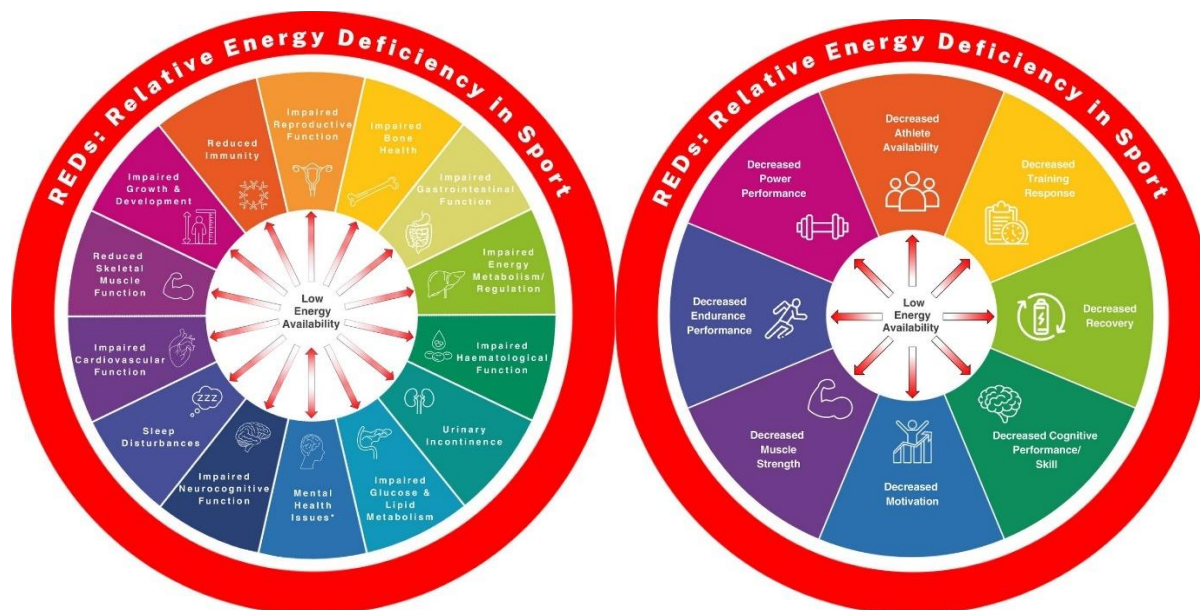 REDs: Relative Energy Deficiency in Sport
Impaired
Reproductive
Function
Impaired
Bone
Health
Impaired
Gastrointestinal
Function
Impaired
Energy
Metabolism/
Regulation
Impaired
Haematological
Function
Urinary
Incontinence
Impaired
Glucose & Lipid
Metabolism
Mental
Health
Issues*
Impaired
Neurocognitive
Function
Sleep
Disturbances
ZZZ
Impaired
Cardiovascular
Function
Reduced
Skeletal
Muscle
Function
Impaired
Growth &
Development
Reduced
Immunity
Low
Energy
Availability
REDs: Relative Energy Deficiency in Sport
Decreased
Athlete
Availability
Decreased
Training
Response
Decreased
Recovery
Decreased Cognitive
Performance/
Skill
Decreased
Motivation
Decreased
Muscle
Strength
Decreased
Endurance
Performance
Decreased
Power
Performance
Low
Energy
Availability